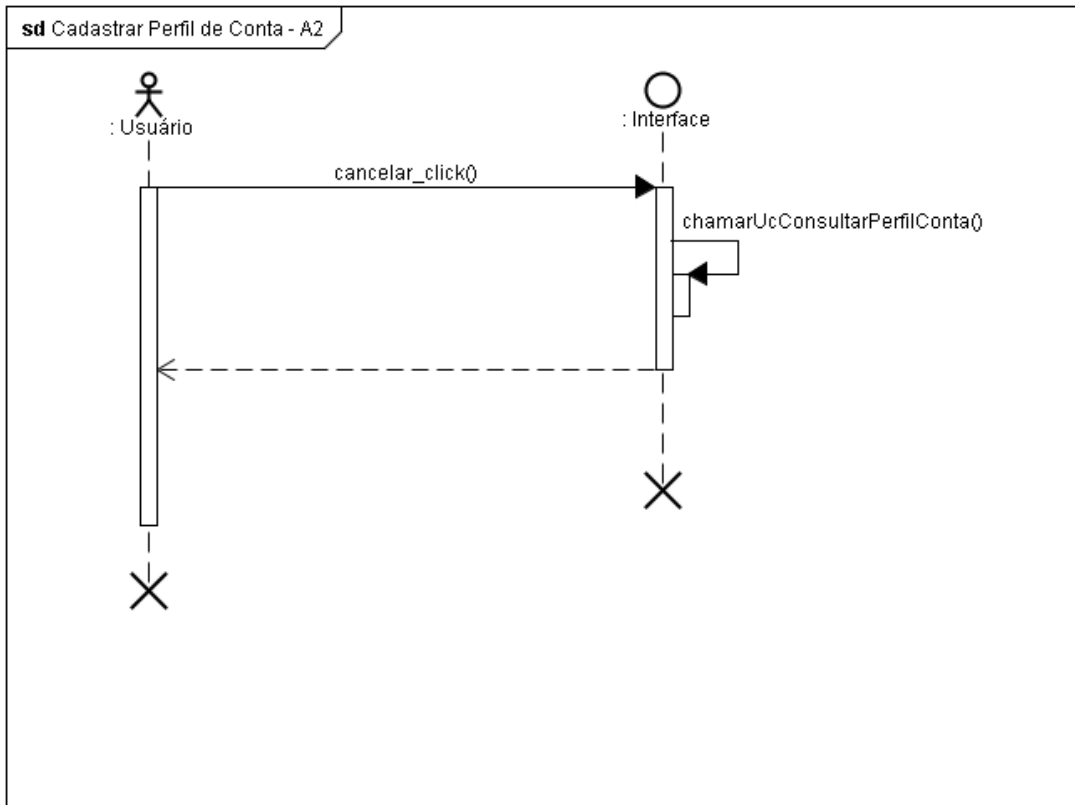 sd Cadastrar Perfil de Conta - A2
: Usuário
: Interface
cancelar_click()
chamarUcConsultarPerfilConta()